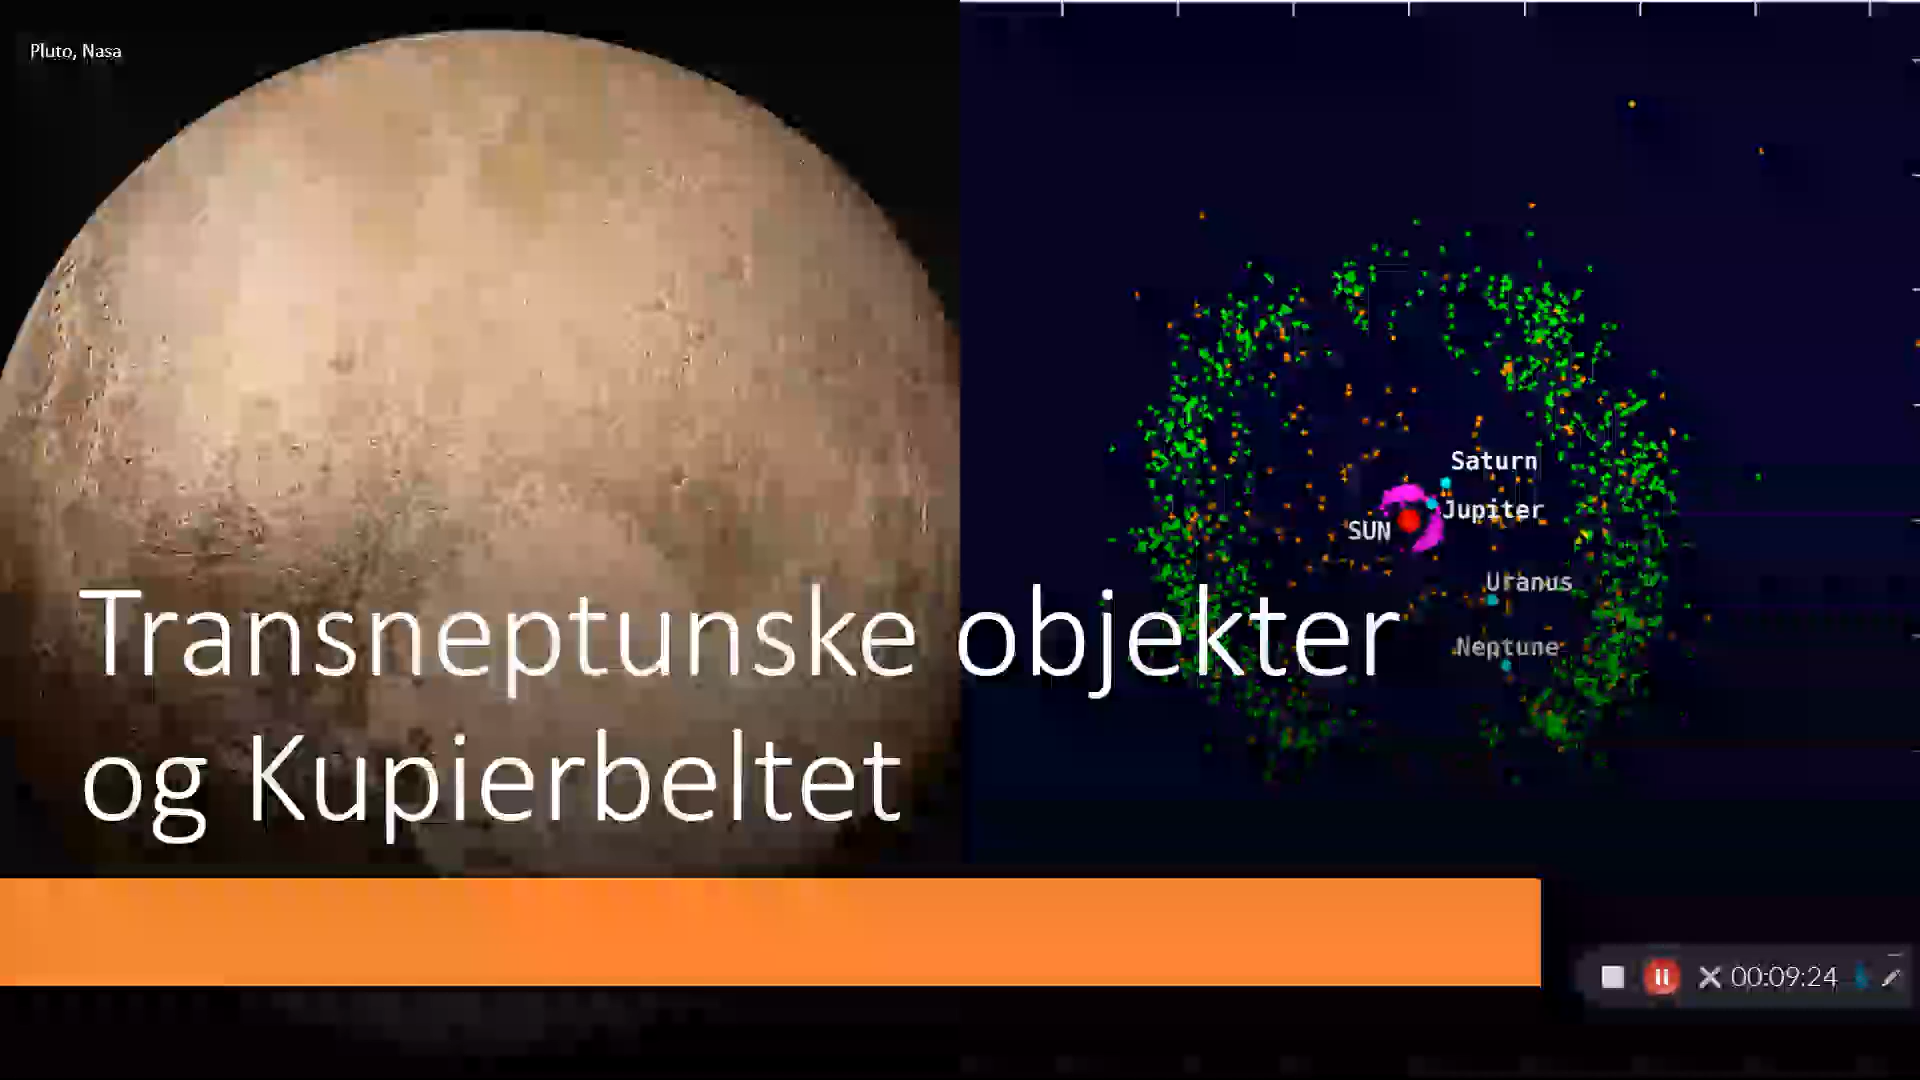 Pluto, Nasa
Saturn
Jupiter
SUN
Uranus
Neptune
Transneptunske objekter
og Kupierbeltet
00:09:24